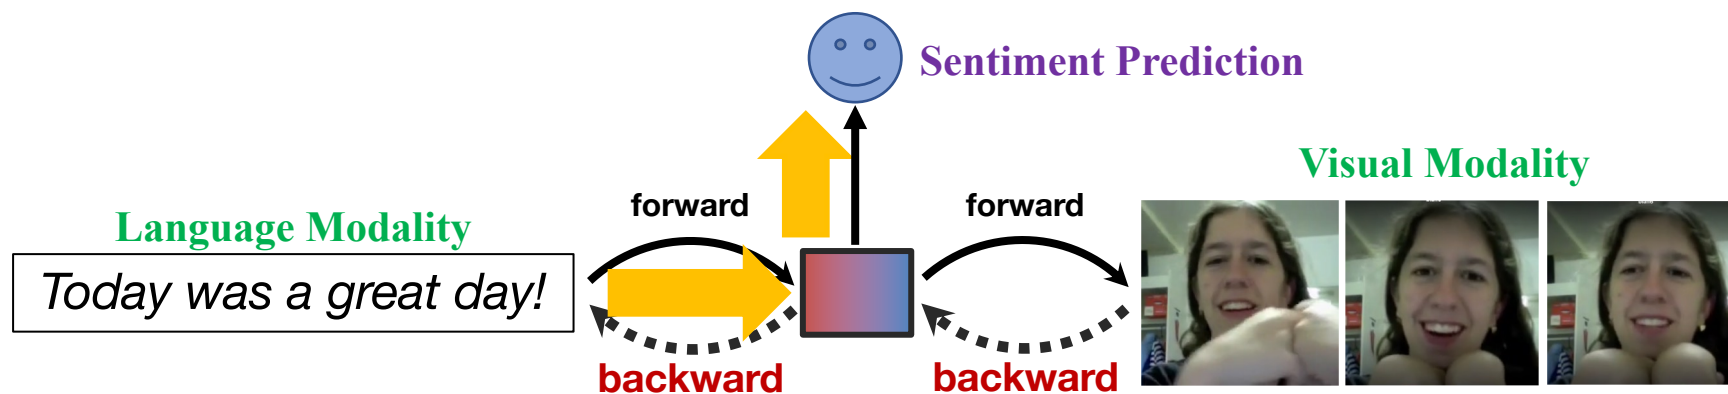 Sentiment Prediction
Visual Modality
forward
forward
Language Modality
Today was a great day!
backward
backward